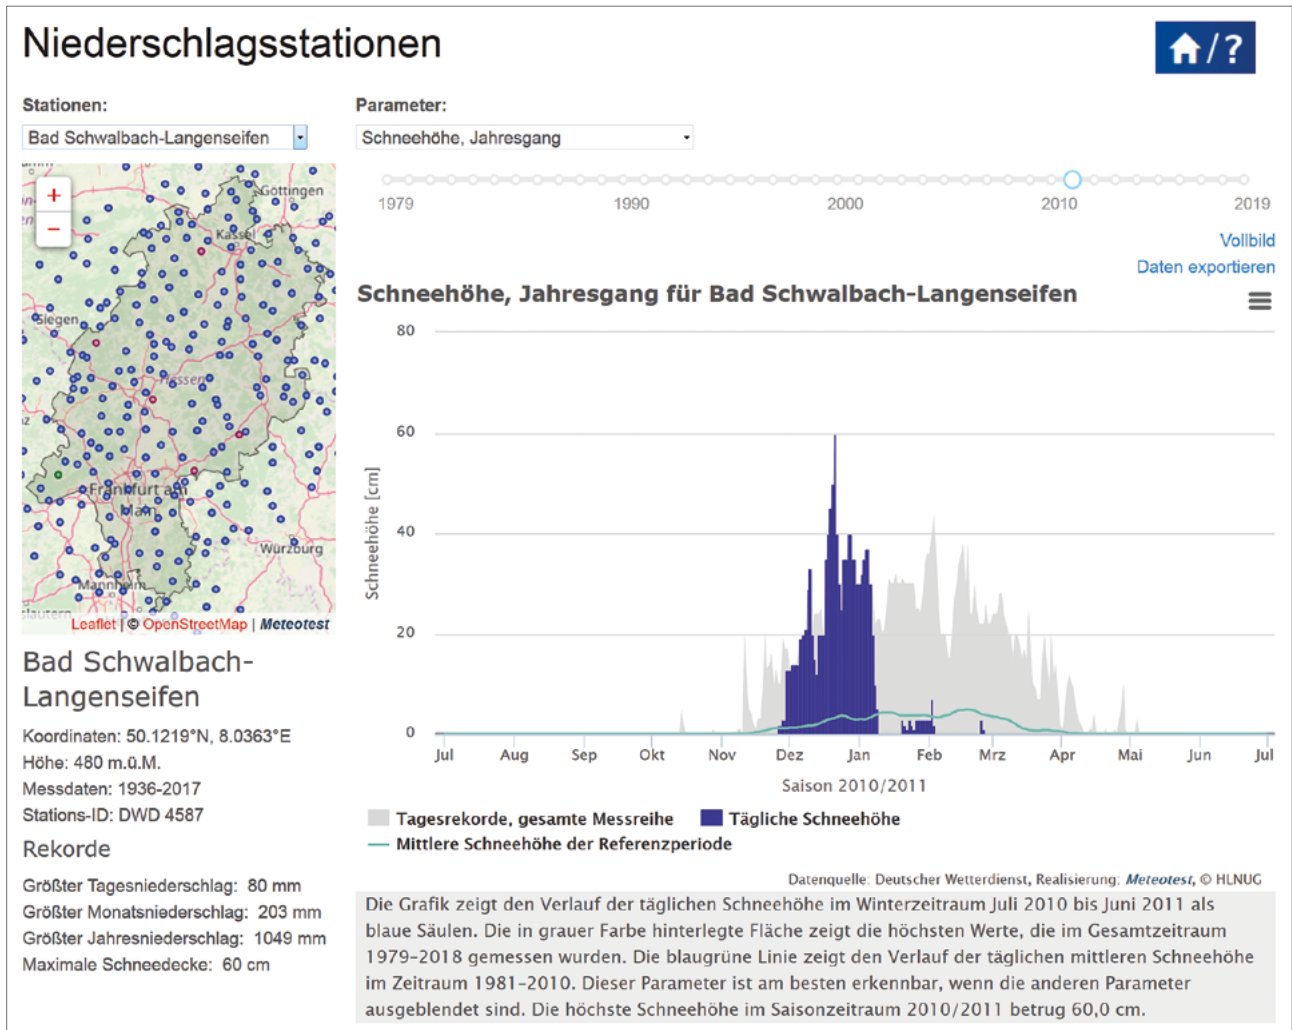 Niederschlagsstationen
/?
Stationen:
Parameter:
Bad Schwalbach-Langenseifen
Schneehöhe, Jahresgang
+
−
Göttingen
Kassel
Siegen
Hessen
Frankfurt am
Main
Würzburg
Mannheim
slautern
Leaflet | © OpenStreetMap | Meteotest
1979 1990 2000 2010 2019
Vollbild
Daten exportieren
Schneehöhe, Jahresgang für Bad Schwalbach-Langenseifen
80
60
40
20
0
Schneehöhe [cm]
Jul Aug Sep Okt Nov Dez Jan Feb Mrz Apr Mai Jun Jul
Saison 2010/2011
Tagesrekorde, gesamte Messreihe Tägliche Schneehöhe
Mittlere Schneehöhe der Referenzperiode
Datenquelle: Deutscher Wetterdienst, Realisierung: Meteotest, © HLNUG
Bad Schwalbach-
Langenseifen
Koordinaten: 50.1219°N, 8.0363°E
Höhe: 480 m.ü.M.
Messdaten: 1936-2017
Stations-ID: DWD 4587
Rekorde
Größter Tagesniederschlag: 80 mm
Größter Monatsniederschlag: 203 mm
Größter Jahresniederschlag: 1049 mm
Maximale Schneedecke: 60 cm
Die Grafik zeigt den Verlauf der täglichen Schneehöhe im Winterzeitraum Juli 2010 bis Juni 2011 als
blaue Säulen. Die in grauer Farbe hinterlegte Fläche zeigt die höchsten Werte, die im Gesamtzeitraum
1979–2018 gemessen wurden. Die blaugrüne Linie zeigt den Verlauf der täglichen mittleren Schneehöhe
im Zeitraum 1981–2010. Dieser Parameter ist am besten erkennbar, wenn die anderen Parameter
ausgeblendet sind. Die höchste Schneehöhe im Saisonzeitraum 2010/2011 betrug 60,0 cm.